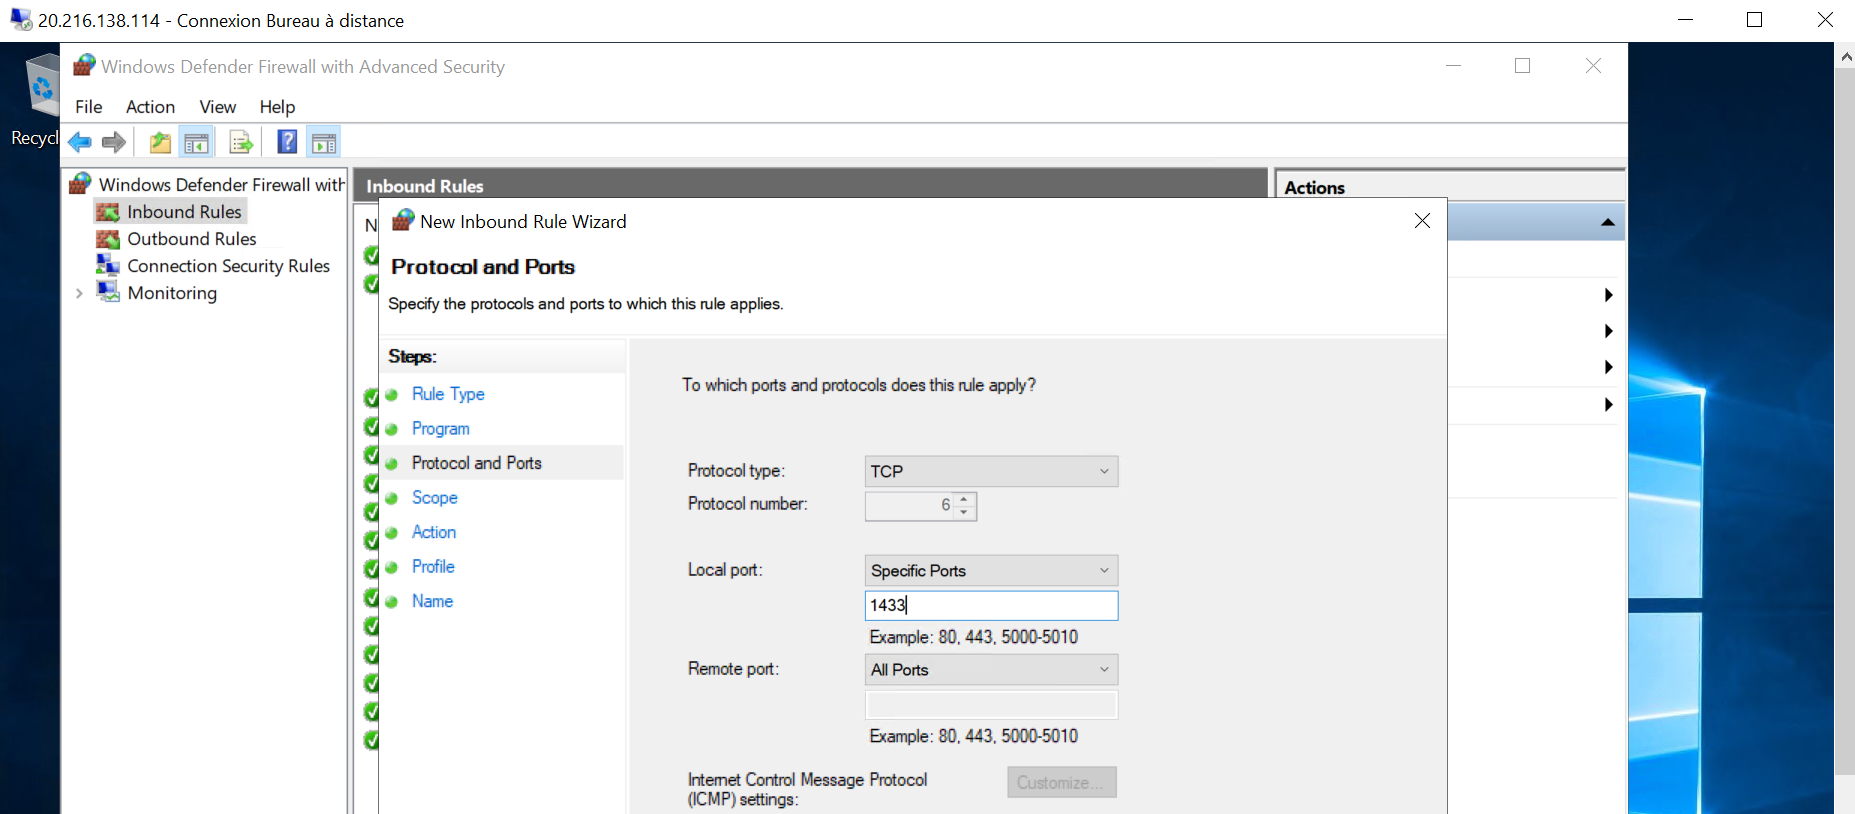 20.216.138.114 - Connexion Bureau à distance
Recycl
Windows Defender Firewall with Advanced Security
File Action View Help
Windows Defender Firewall with
Inbound Rules
Outbound Rules
Connection Security Rules
Monitoring
Inbound Rules
N
Actions
New Inbound Rule Wizard
Protocol and Ports
Specify the protocols and ports to which this rule applies.
Steps:
Rule Type
Program
Protocol and Ports
Scope
Action
Profile
Name
To which ports and protocols does this rule apply?
Protocol type: TCP
Protocol number: 6
Local port: Specific Ports
1433
Example: 80, 443, 5000-5010
Remote port: All Ports
Example: 80, 443, 5000-5010
Internet Control Message Protocol
(ICMP) settings:
Customize...